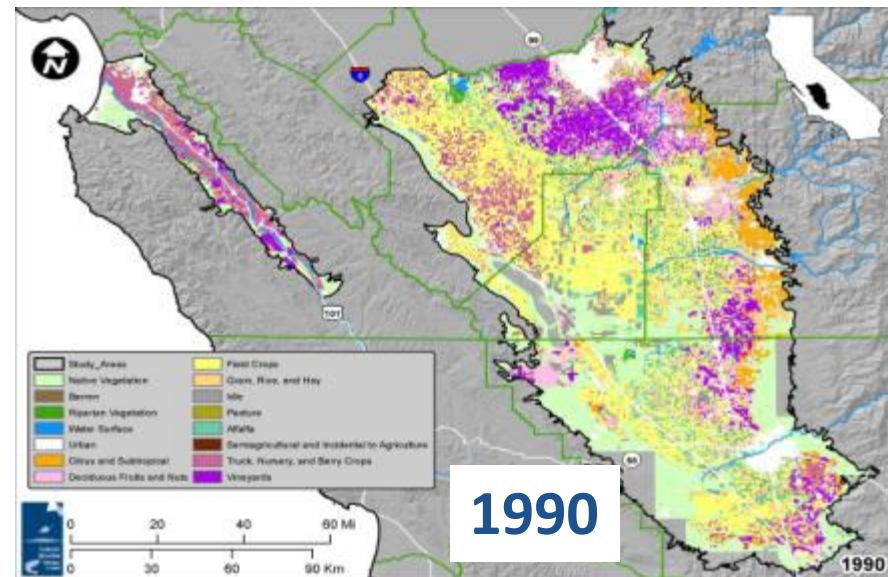 N
5
99
101
Study_Areas
Native Vegetation
Barren
Riparian Vegetation
Water Surface
Urban
Citrus and Subtropical
Deciduous Fruits and Nuts
Field Crops
Grain, Rice, and Hay
Idle
Pasture
Alfalfa
Semiagricultural and Incidental to Agriculture
Truck, Nursery, and Berry Crops
Vineyards
0 20 40 60 Mi
0 30 60 90 Km
1990
1990